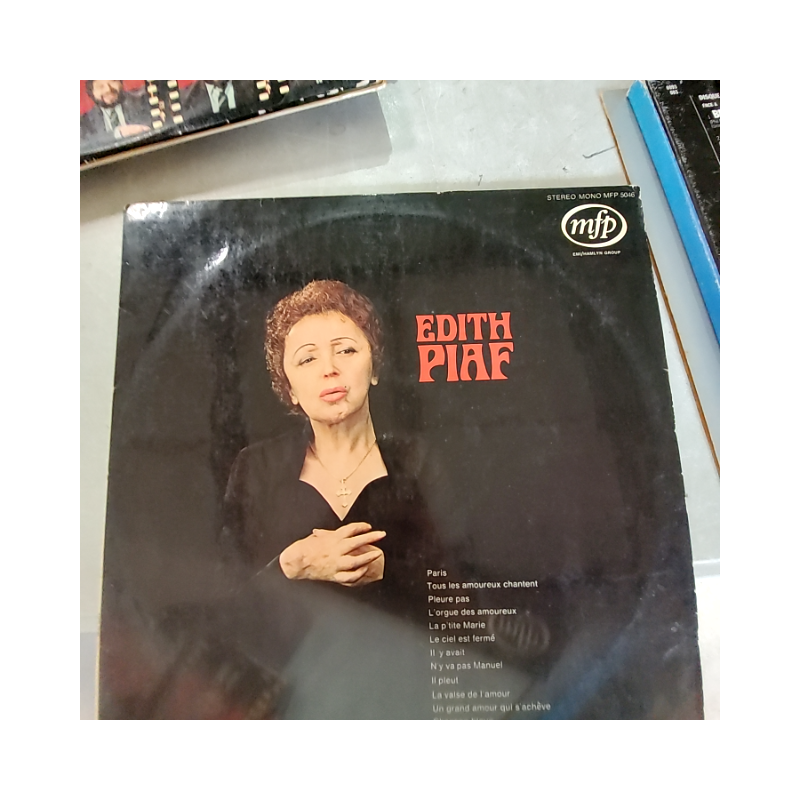 STEREO MONO MFP 5046
mfp
EMI/HAMLYN GROUP
EDITH
PIAF
Paris
Tous les amoureux chantent
Pleure pas
L'orgue des amoureux
La p'tite Marie
Le ciel est fermé
Il y avait
N'y va pas Manuel
Il pleut
La valse de l'amour
Un grand amour qui s'achève
DISQUE
FACE A